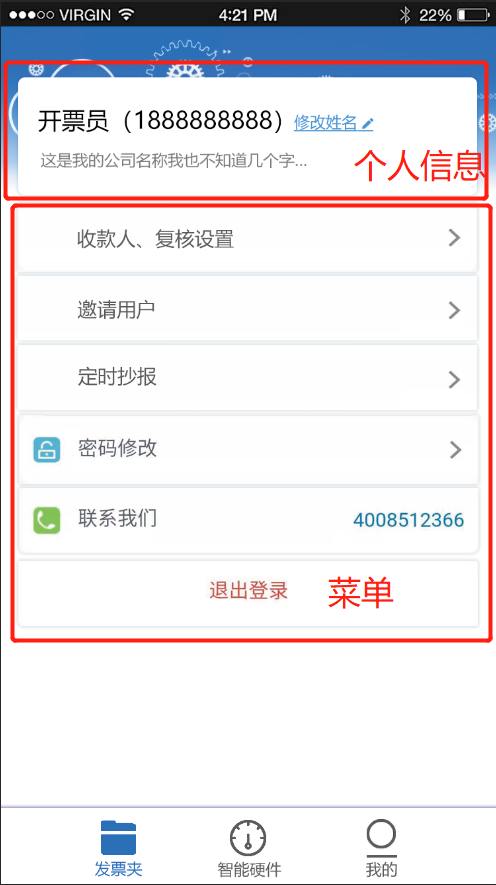 VIRGIN 4:21 PM 22%
开票员（1888888888）修改姓名
这是我的公司名称我也不知道几个字...
个人信息
收款人、复核设置
邀请用户
定时抄报
密码修改
联系我们 4008512366
退出登录 菜单
发票夹 智能硬件 我的